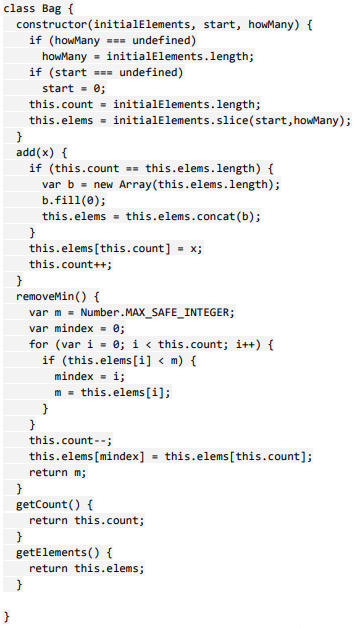 class Bag {
  constructor(initialElements, start, howMany) {
    if (howMany === undefined)
      howMany = initialElements.length;
    if (start === undefined)
      start = 0;
    this.count = initialElements.length;
    this.elems = initialElements.slice(start,howMany);
  }
  add(x) {
    if (this.count == this.elems.length) {
      var b = new Array(this.elems.length);
      b.fill(0);
      this.elems = this.elems.concat(b);
    }
    this.elems[this.count] = x;
    this.count++;
  }
  removeMin() {
    var m = Number.MAX_SAFE_INTEGER;
    var mindex = 0;
    for (var i = 0; i < this.count; i++) {
      if (this.elems[i] < m) {
        mindex = i;
        m = this.elems[i];
      }
    }
    this.count--;
    this.elems[mindex] = this.elems[this.count];
    return m;
  }
  getCount() {
    return this.count;
  }
  getElements() {
    return this.elems;
  }

}